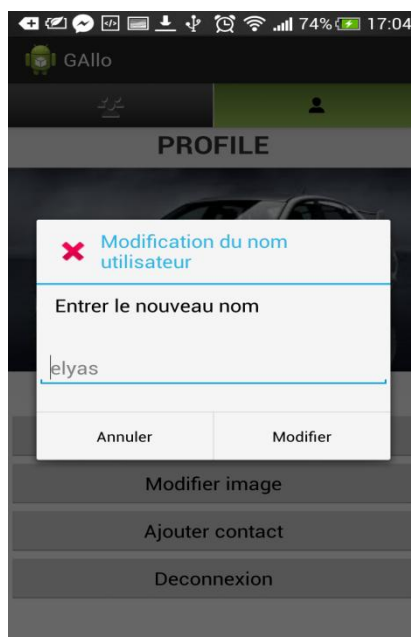 74% 17:04
GAllo
PROFILE
Modification du nom
utilisateur
Entrer le nouveau nom
elyas
Annuler
Modifier
Modifier image
Ajouter contact
Deconnexion